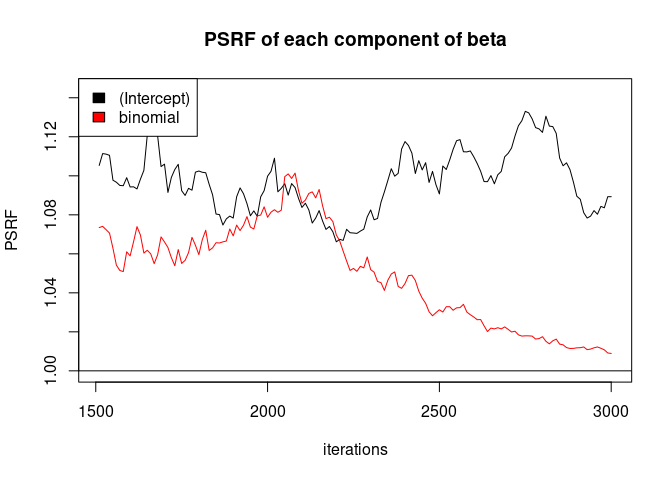 PSRF of each component of beta
(Intercept)
binomial
PSRF
1.12
1.08
1.04
1.00
1500 2000 2500 3000
iterations